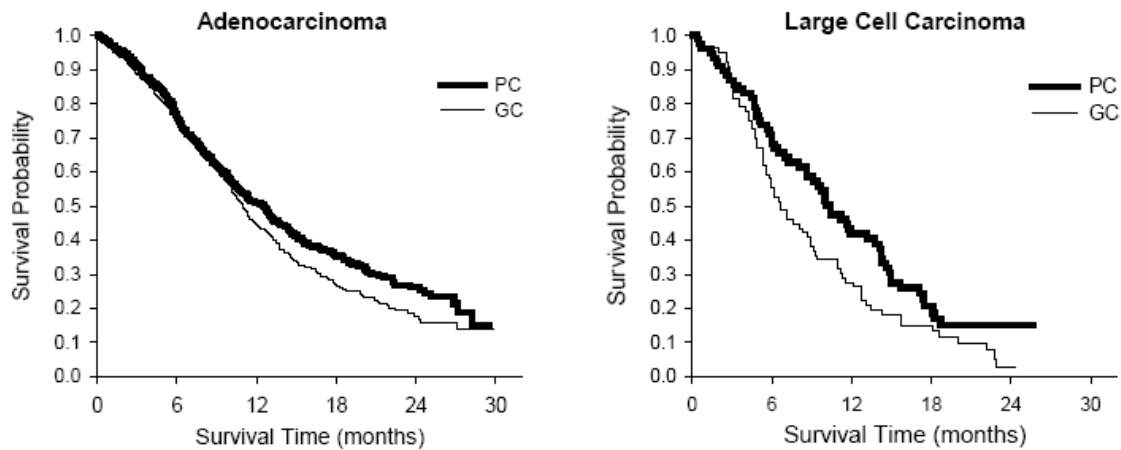 Adenocarcinoma
Survival Probability
1.0
0.9
0.8
0.7
0.6
0.5
0.4
0.3
0.2
0.1
0.0
PC
GC
0 6 12 18 24 30
Survival Time (months)
Large Cell Carcinoma
Survival Probability
1.0
0.9
0.8
0.7
0.6
0.5
0.4
0.3
0.2
0.1
0.0
PC
GC
0 6 12 18 24 30
Survival Time (months)